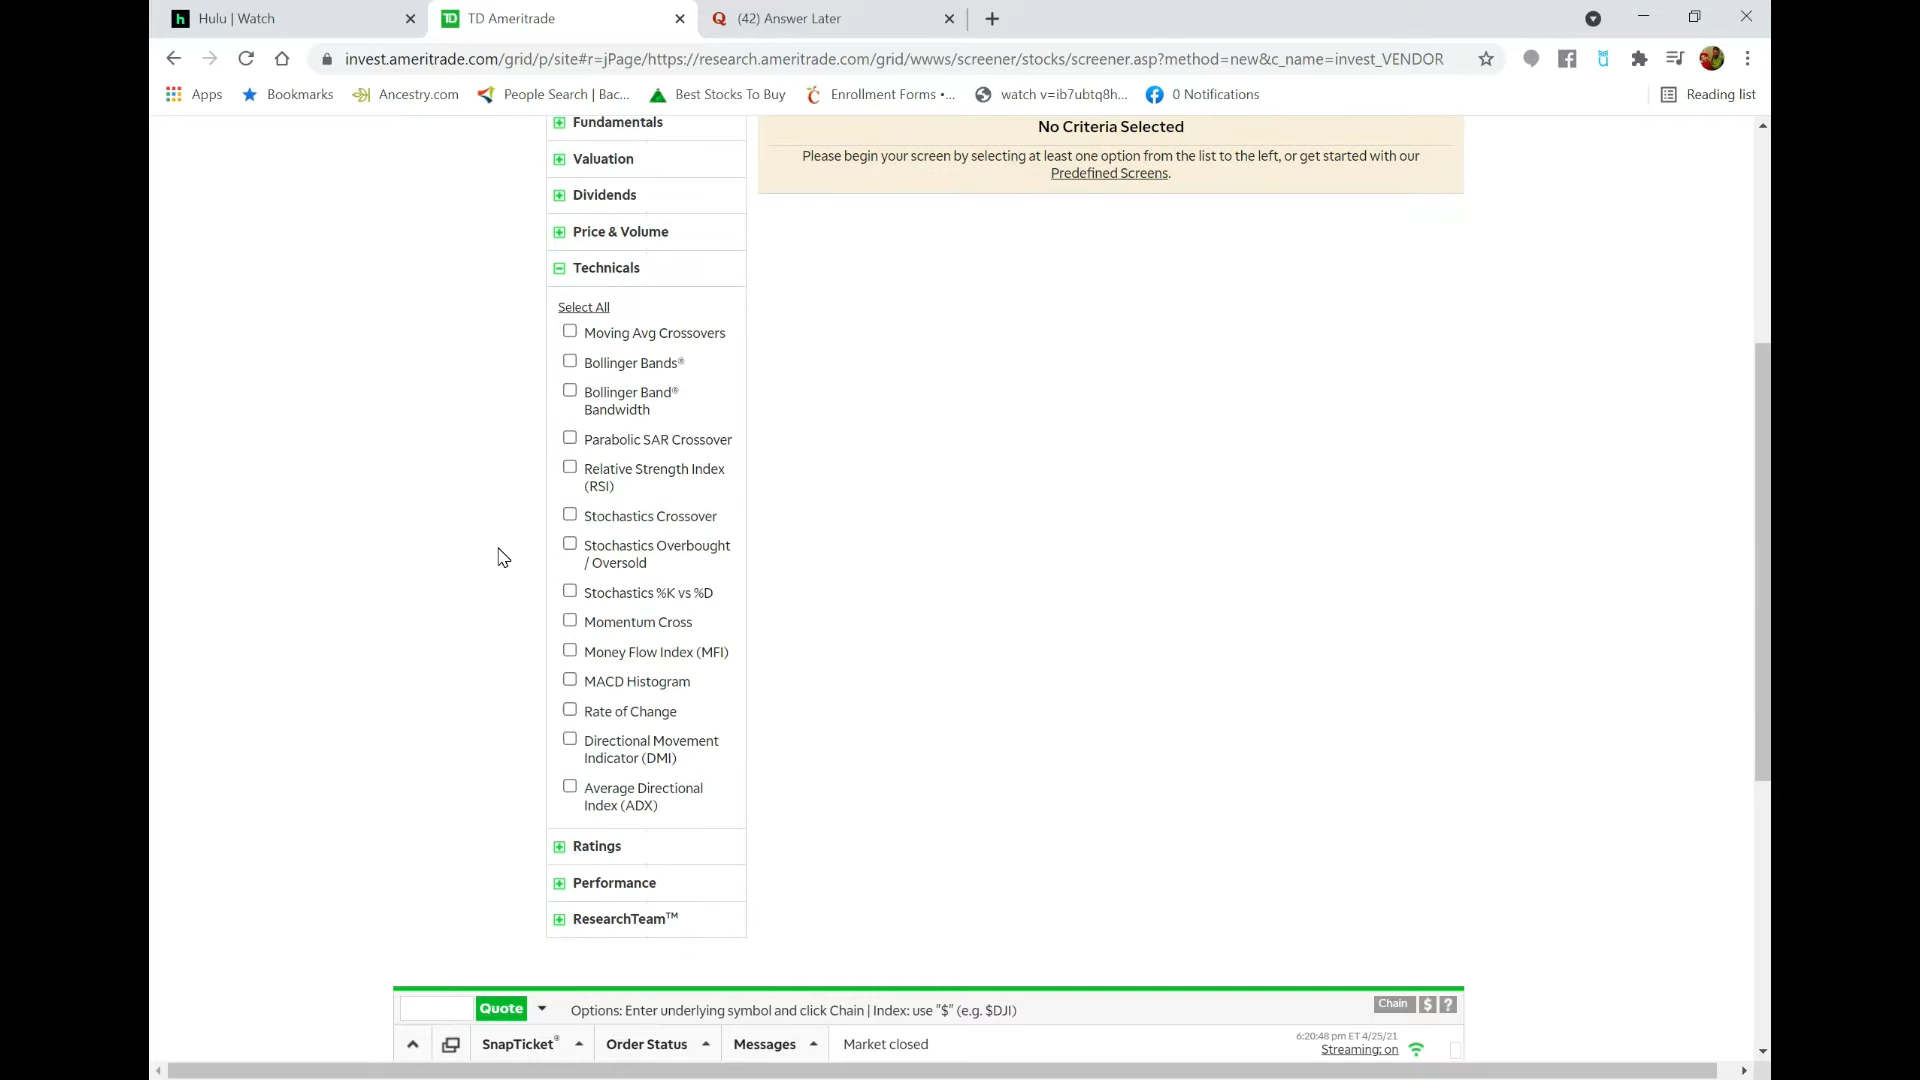 Hulu | Watch
TD Ameritrade
(42) Answer Later
invest.ameritrade.com/grid/p/site#r=jPage/https://research.ameritrade.com/grid/wwws/screener/stocks/screener.asp?method=new&c_name=invest_VENDOR
Apps
Bookmarks
Ancestry.com
People Search | Bac...
Best Stocks To Buy
Enrollment Forms •...
watch v=ib7ubtq8h...
0 Notifications
Reading list
Fundamentals
Valuation
Dividends
Price & Volume
Technicals
Select All
Moving Avg Crossovers
Bollinger Bands®
Bollinger Band®
Bandwidth
Parabolic SAR Crossover
Relative Strength Index
(RSI)
Stochastics Crossover
Stochastics Overbought
/ Oversold
Stochastics %K vs %D
Momentum Cross
Money Flow Index (MFI)
MACD Histogram
Rate of Change
Directional Movement
Indicator (DMI)
Average Directional
Index (ADX)
Ratings
Performance
ResearchTeam™
No Criteria Selected
Please begin your screen by selecting at least one option from the list to the left, or get started with our
Predefined Screens.
Quote
Options: Enter underlying symbol and click Chain | Index: use "$" (e.g. $DJI)
Chain
$
?
SnapTicket®
Order Status
Messages
Market closed
6:20:48 pm ET 4/25/21
Streaming: on